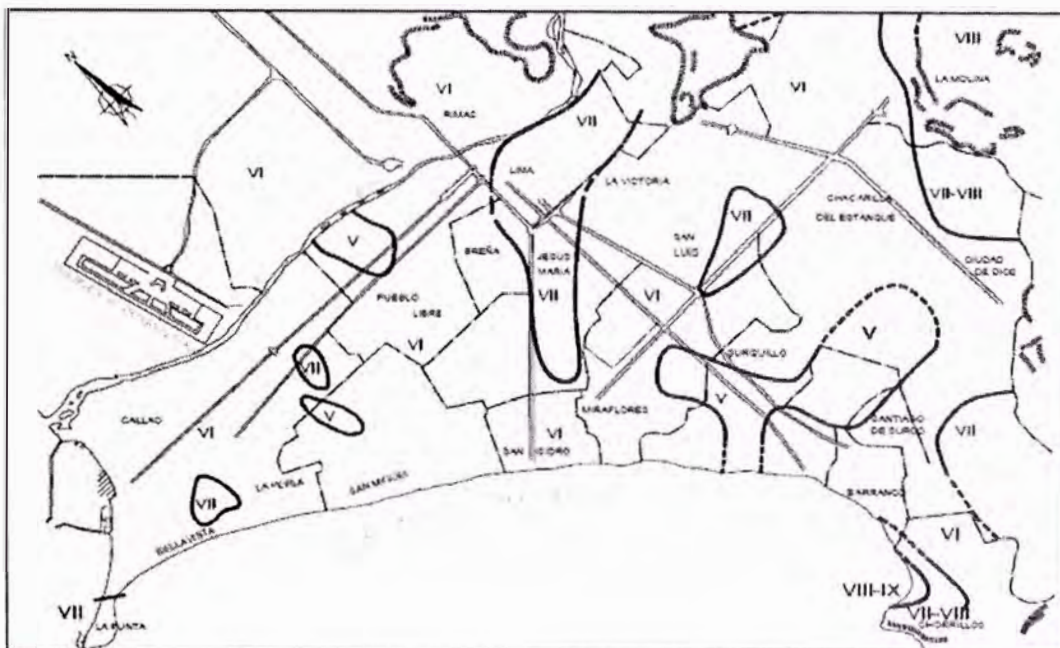 VIII
LA MOLINA
VI
VI
RIMAC
VII
VI
LIMA
LA VICTORIA
VII-VIII
CHACARILLA
DEL ESTANQUE
V
VII
BREÑA
JESUS
MARIA
SAN
LUIS
CIUDAD
DE DIOS
VI
PUEBLO
LIBRE
VII
VI
V
SURQUILLO
VII
V
MIRAFLORES
V
SANTIAGO
DE SURCO
VII
CALLAO
VI
VI
SAN ISIDRO
LA PERLA
SAN MIGUEL
BARRANCO
VII
BELLAVISTA
VI
VIII-IX
VII
VII-VIII
LA PUNTA
CHORRILLOS